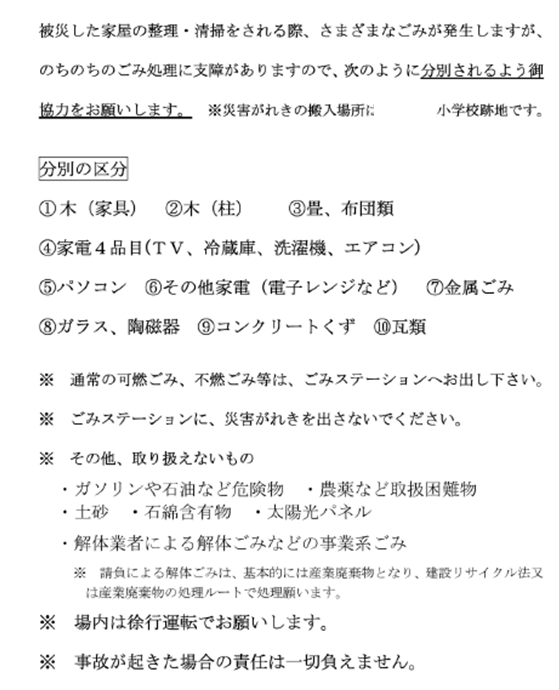 被災した家屋の整理・清掃をされる際、さまざまなごみが発生しますが、
のちのちのごみ処理に支障がありますので、次のように分別されるよう御
協力をお願いします。　※災害がれきの搬入場所に　　　　小学校跡地です。
分別の区分
①木（家具）　②木（柱）　　③畳、布団類
④家電４品目(ＴＶ、冷蔵庫、洗濯機、エアコン)
⑤パソコン　⑥その他家電（電子レンジなど）　⑦金属ごみ
⑧ガラス、陶磁器　⑨コンクリートくず　⑩瓦類
※　通常の可燃ごみ、不燃ごみ等は、ごみステーションへお出し下さい。
※　ごみステーションに、災害がれきを出さないでください。
※　その他、取り扱えないもの
・ガソリンや石油など危険物　・農薬など取扱困難物
・土砂　・石綿含有物　・太陽光パネル
・解体業者による解体ごみなどの事業系ごみ
※　請負による解体ごみは、基本的には産業廃棄物となり、建設リサイクル法又
は産業廃棄物の処理ルートで処理願います。
※　場内は徐行運転でお願いします。
※　事故が起きた場合の責任は一切負えません。